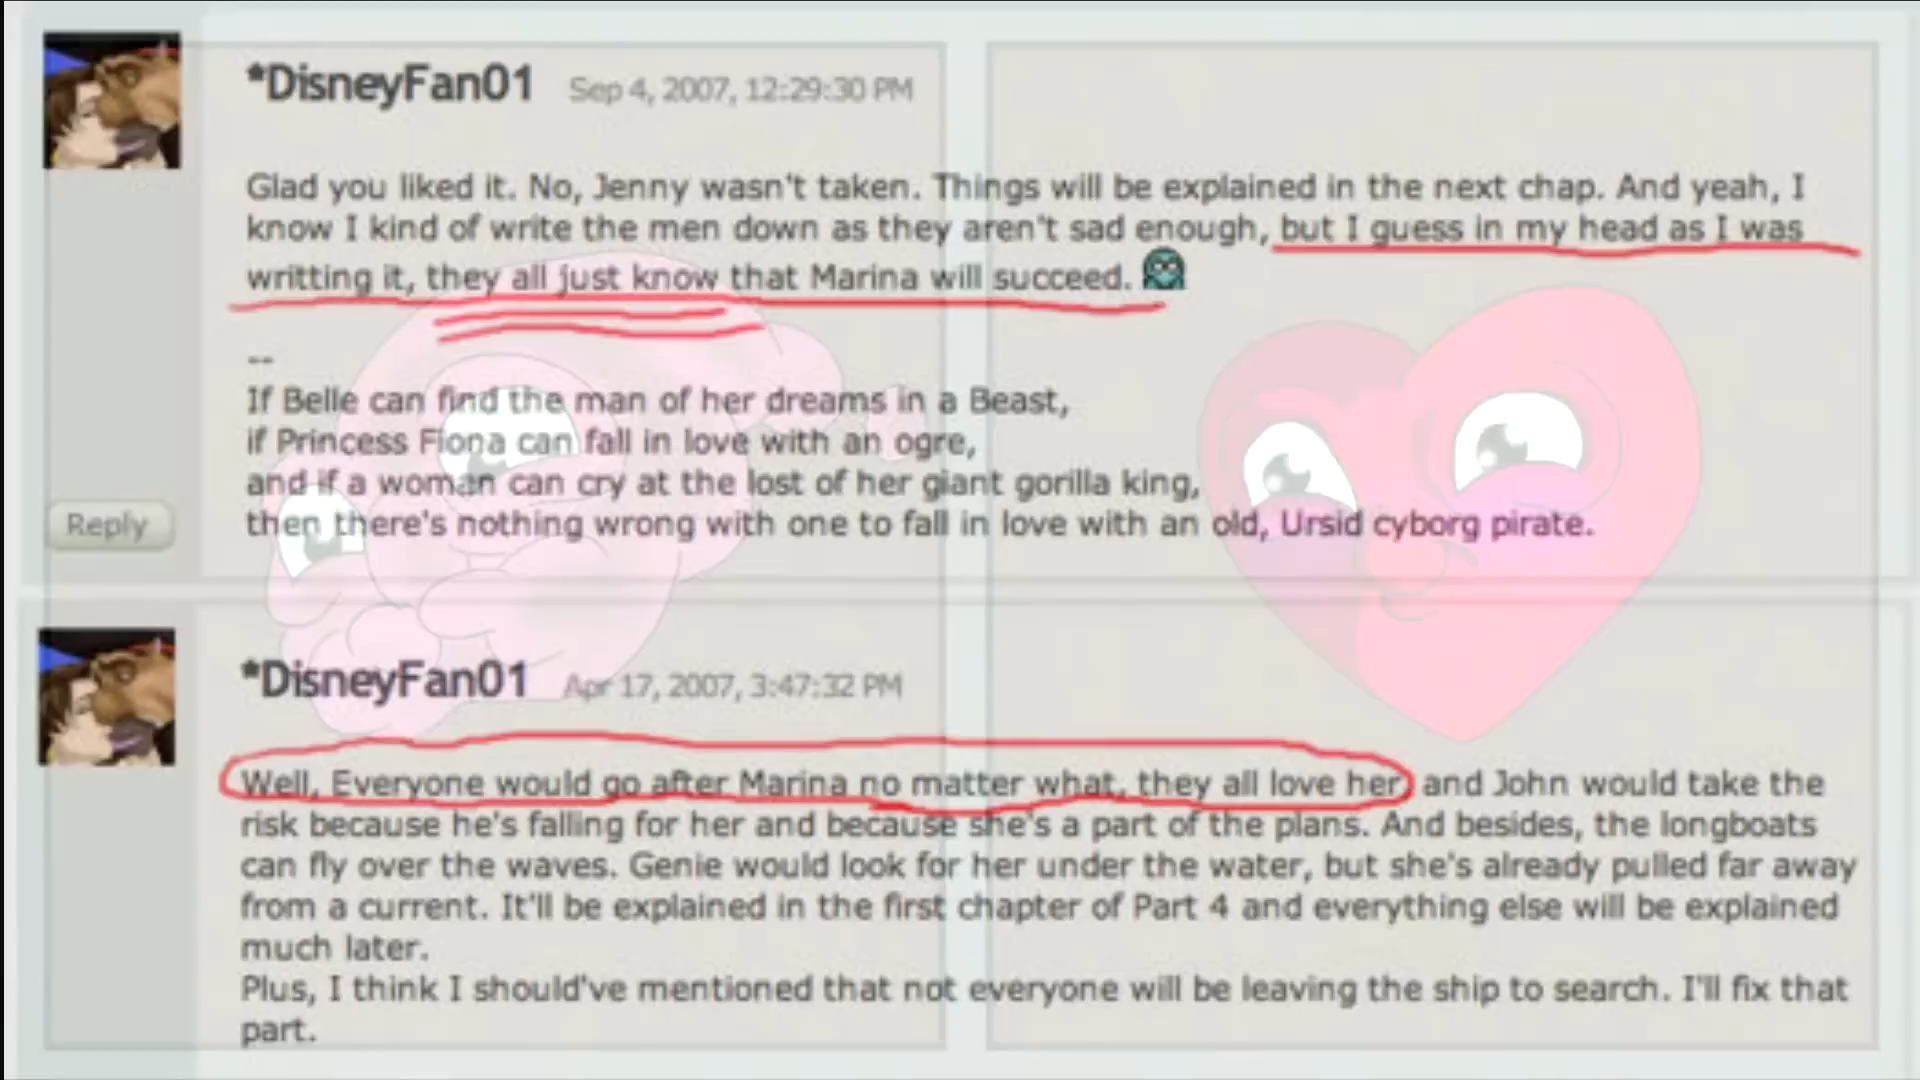 *DisneyFan01 Sep 4, 2007, 12:29:30 PM
Glad you liked it. No, Jenny wasn't taken. Things will be explained in the next chap. And yeah, I
know I kind of write the men down as they aren't sad enough, but I guess in my head as I was
writting it, they all just know that Marina will succeed.
--
If Belle can find the man of her dreams in a Beast,
if Princess Fiona can fall in love with an ogre,
and if a woman can cry at the lost of her giant gorilla king,
then there's nothing wrong with one to fall in love with an old, Ursid cyborg pirate.
Reply
*DisneyFan01 Apr 17, 2007, 3:47:32 PM
Well, Everyone would go after Marina no matter what, they all love her and John would take the
risk because he's falling for her and because she's a part of the plans. And besides, the longboats
can fly over the waves. Genie would look for her under the water, but she's already pulled far away
from a current. It'll be explained in the first chapter of Part 4 and everything else will be explained
much later.
Plus, I think I should've mentioned that not everyone will be leaving the ship to search. I'll fix that
part.